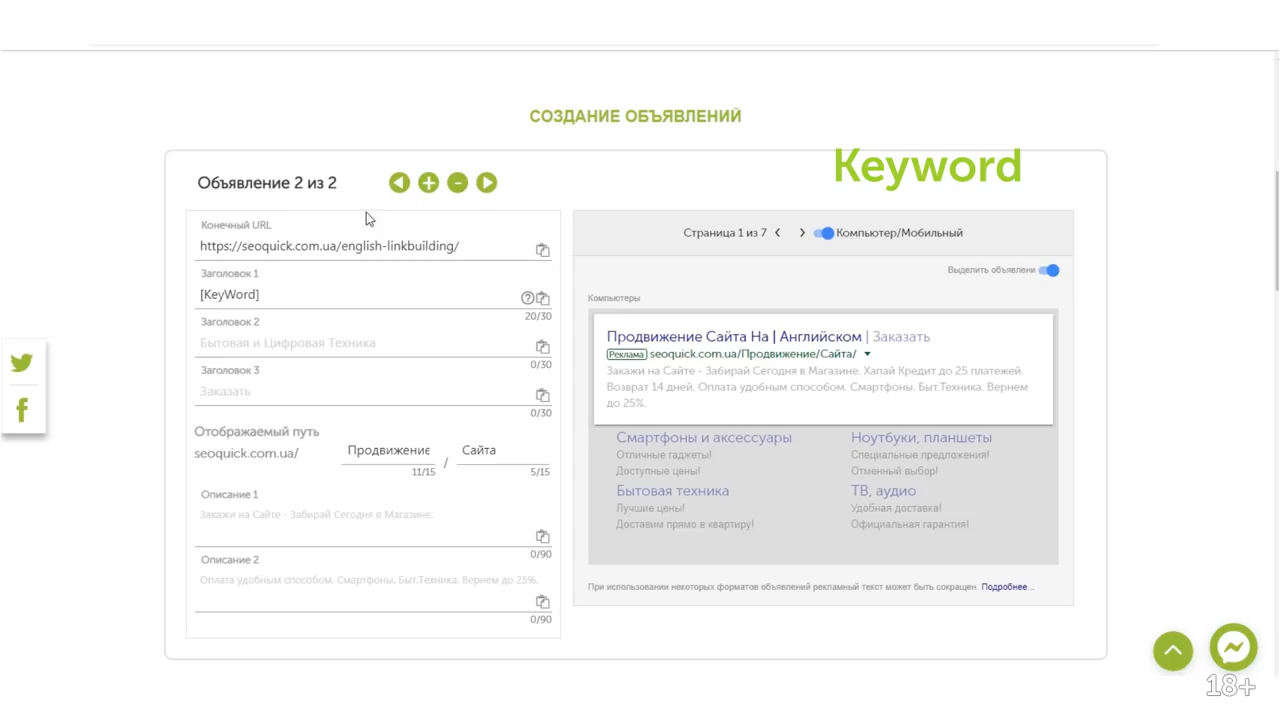 СОЗДАНИЕ ОБЪЯВЛЕНИЙ
Keyword
Объявление 2 из 2
Конечный URL
https://seoquick.com.ua/english-linkbuilding/
Заголовок 1
[KeyWord]
20/30
Заголовок 2
Бытовая и Цифровая Техника
0/30
Заголовок 3
Заказать
0/30
Отображаемый путь
seoquick.com.ua/ Продвижение / Сайта
11/15 5/15
Описание 1
Закажи на Сайте - Забирай Сегодня в Магазине.
0/90
Описание 2
Оплата удобным способом. Смартфоны. Быт.Техника. Вернем до 25%.
0/90
Страница 1 из 7 Компьютер/Мобильный
Выделить объявлени
Компьютеры
Продвижение Сайта На | Английском | Заказать
Реклама seoquick.com.ua/Продвижение/Сайта/
Закажи на Сайте - Забирай Сегодня в Магазине. Хапай Кредит до 25 платежей.
Возврат 14 дней. Оплата удобным способом. Смартфоны. Быт.Техника. Вернем
до 25%.
Смартфоны и аксессуары
Отличные гаджеты!
Доступные цены!
Ноутбуки, планшеты
Специальные предложения!
Отменный выбор!
Бытовая техника
Лучшие цены!
Доставим прямо в квартиру!
ТВ, аудио
Удобная доставка!
Официальная гарантия!
При использовании некоторых форматов объявлений рекламный текст может быть сокращен. Подробнее...
18+